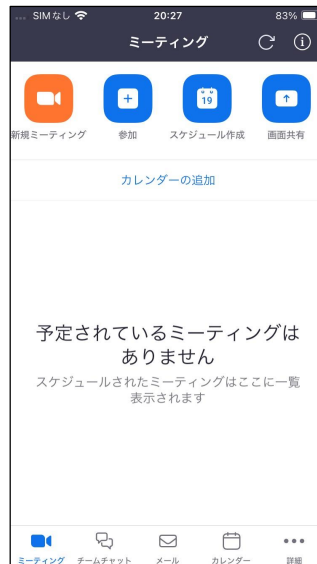 SIMなし 20:27 83%
ミーティング
19
新規ミーティング 参加 スケジュール作成 画面共有
カレンダーの追加
予定されているミーティングは
ありません
スケジュールされたミーティングはここに一覧
表示されます
ミーティング チームチャット メール カレンダー 詳細